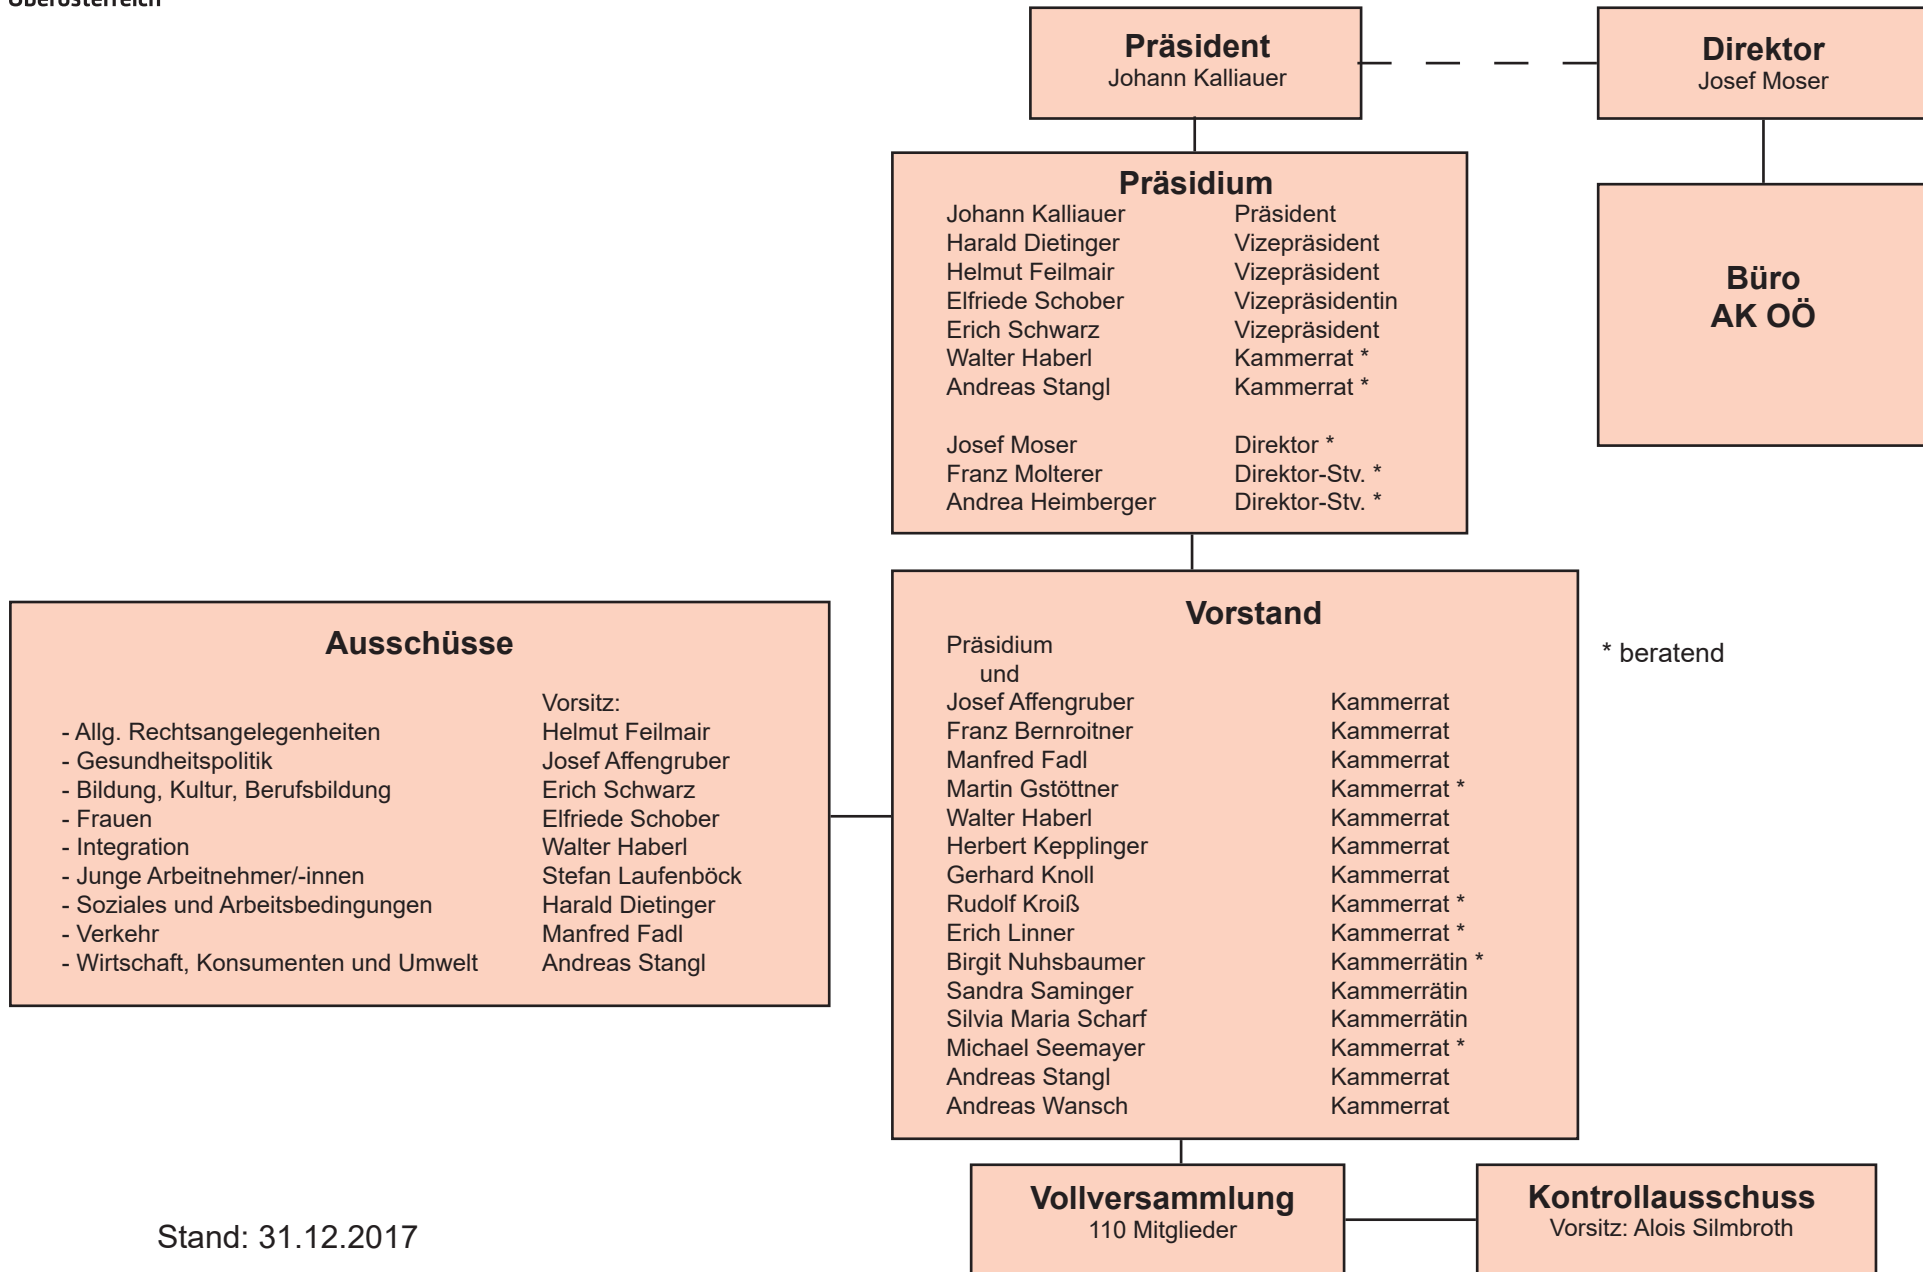 Oberösterreich
Präsident
Johann Kalliauer
Direktor
Josef Moser
Präsidium
Johann Kalliauer Präsident
Harald Dietinger Vizepräsident
Helmut Feilmair Vizepräsident
Elfriede Schober Vizepräsidentin
Erich Schwarz Vizepräsident
Walter Haberl Kammerrat *
Andreas Stangl Kammerrat *
Josef Moser Direktor *
Franz Molterer Direktor-Stv. *
Andrea Heimberger Direktor-Stv. *
Büro
AK OÖ
Ausschüsse
Vorsitz:
- Allg. Rechtsangelegenheiten Helmut Feilmair
- Gesundheitspolitik Josef Affengruber
- Bildung, Kultur, Berufsbildung Erich Schwarz
- Frauen Elfriede Schober
- Integration Walter Haberl
- Junge Arbeitnehmer/-innen Stefan Laufenböck
- Soziales und Arbeitsbedingungen Harald Dietinger
- Verkehr Manfred Fadl
- Wirtschaft, Konsumenten und Umwelt Andreas Stangl
Vorstand
Präsidium
und
Josef Affengruber Kammerrat
Franz Bernroitner Kammerrat
Manfred Fadl Kammerrat
Martin Gstöttner Kammerrat *
Walter Haberl Kammerrat
Herbert Kepplinger Kammerrat
Gerhard Knoll Kammerrat
Rudolf Kroiß Kammerrat *
Erich Linner Kammerrat *
Birgit Nuhsbaumer Kammerrätin *
Sandra Saminger Kammerrätin
Silvia Maria Scharf Kammerrätin
Michael Seemayer Kammerrat *
Andreas Stangl Kammerrat
Andreas Wansch Kammerrat
* beratend
Vollversammlung
110 Mitglieder
Kontrollausschuss
Vorsitz: Alois Silmbroth
Stand: 31.12.2017